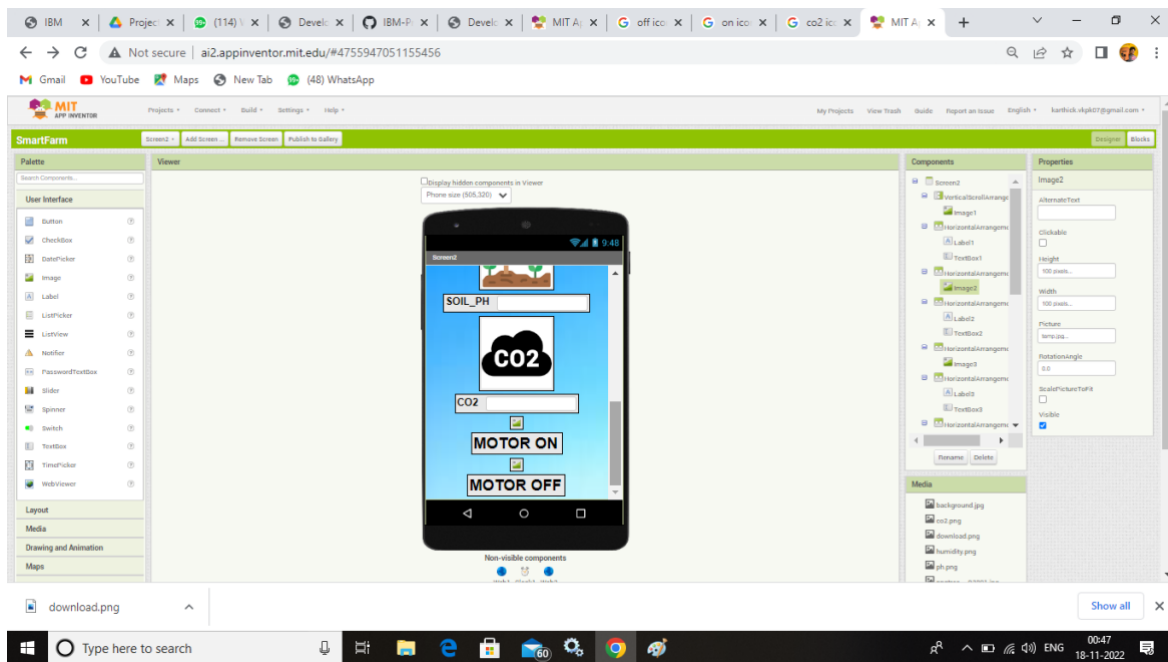 IBM
Projec
(114) \
Develo
IBM-P
Develo
MIT A
off ico
on ico
co2 ic
MIT A
Not secure | ai2.appinventor.mit.edu/#4755947051155456
Gmail YouTube Maps New Tab (48) WhatsApp
MIT
APP INVENTOR
Projects Connect Build Settings Help
My Projects View Trash Guide Report an Issue English karthick.vkpk07@gmail.com
SmartFarm
Screen2 Add Screen ... Remove Screen Publish to Gallery
Designer Blocks
Palette
Search Components...
User Interface
Button
CheckBox
DatePicker
Image
Label
ListPicker
ListView
Notifier
PasswordTextBox
Slider
Spinner
Switch
TextBox
TimePicker
WebViewer
Layout
Media
Drawing and Animation
Maps
Viewer
Display hidden components in Viewer
Phone size (505,320)
9:48
Screen2
SOIL_PH
CO2
CO2
MOTOR ON
MOTOR OFF
Non-visible components
Components
Screen2
VerticalScrollArrange
Image1
HorizontalArrangeme
Label1
TextBox1
HorizontalArrangeme
Image2
HorizontalArrangeme
Label2
TextBox2
HorizontalArrangeme
Image3
HorizontalArrangeme
Label3
TextBox3
HorizontalArrangeme
Rename Delete
Media
background.jpg
co2.png
download.png
humidity.png
ph.png
Properties
Image2
AlternateText
Clickable
Height
100 pixels...
Width
100 pixels...
Picture
temp.jpg...
RotationAngle
0.0
ScalePictureToFit
Visible
download.png
Show all
Type here to search
60
ENG
00:47
18-11-2022